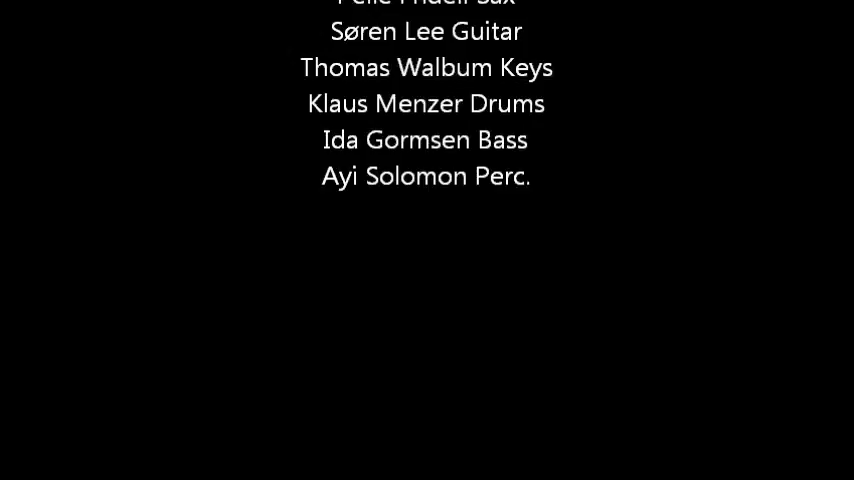 Søren Lee Guitar
Thomas Walbum Keys
Klaus Menzer Drums
Ida Gormsen Bass
Ayi Solomon Perc.